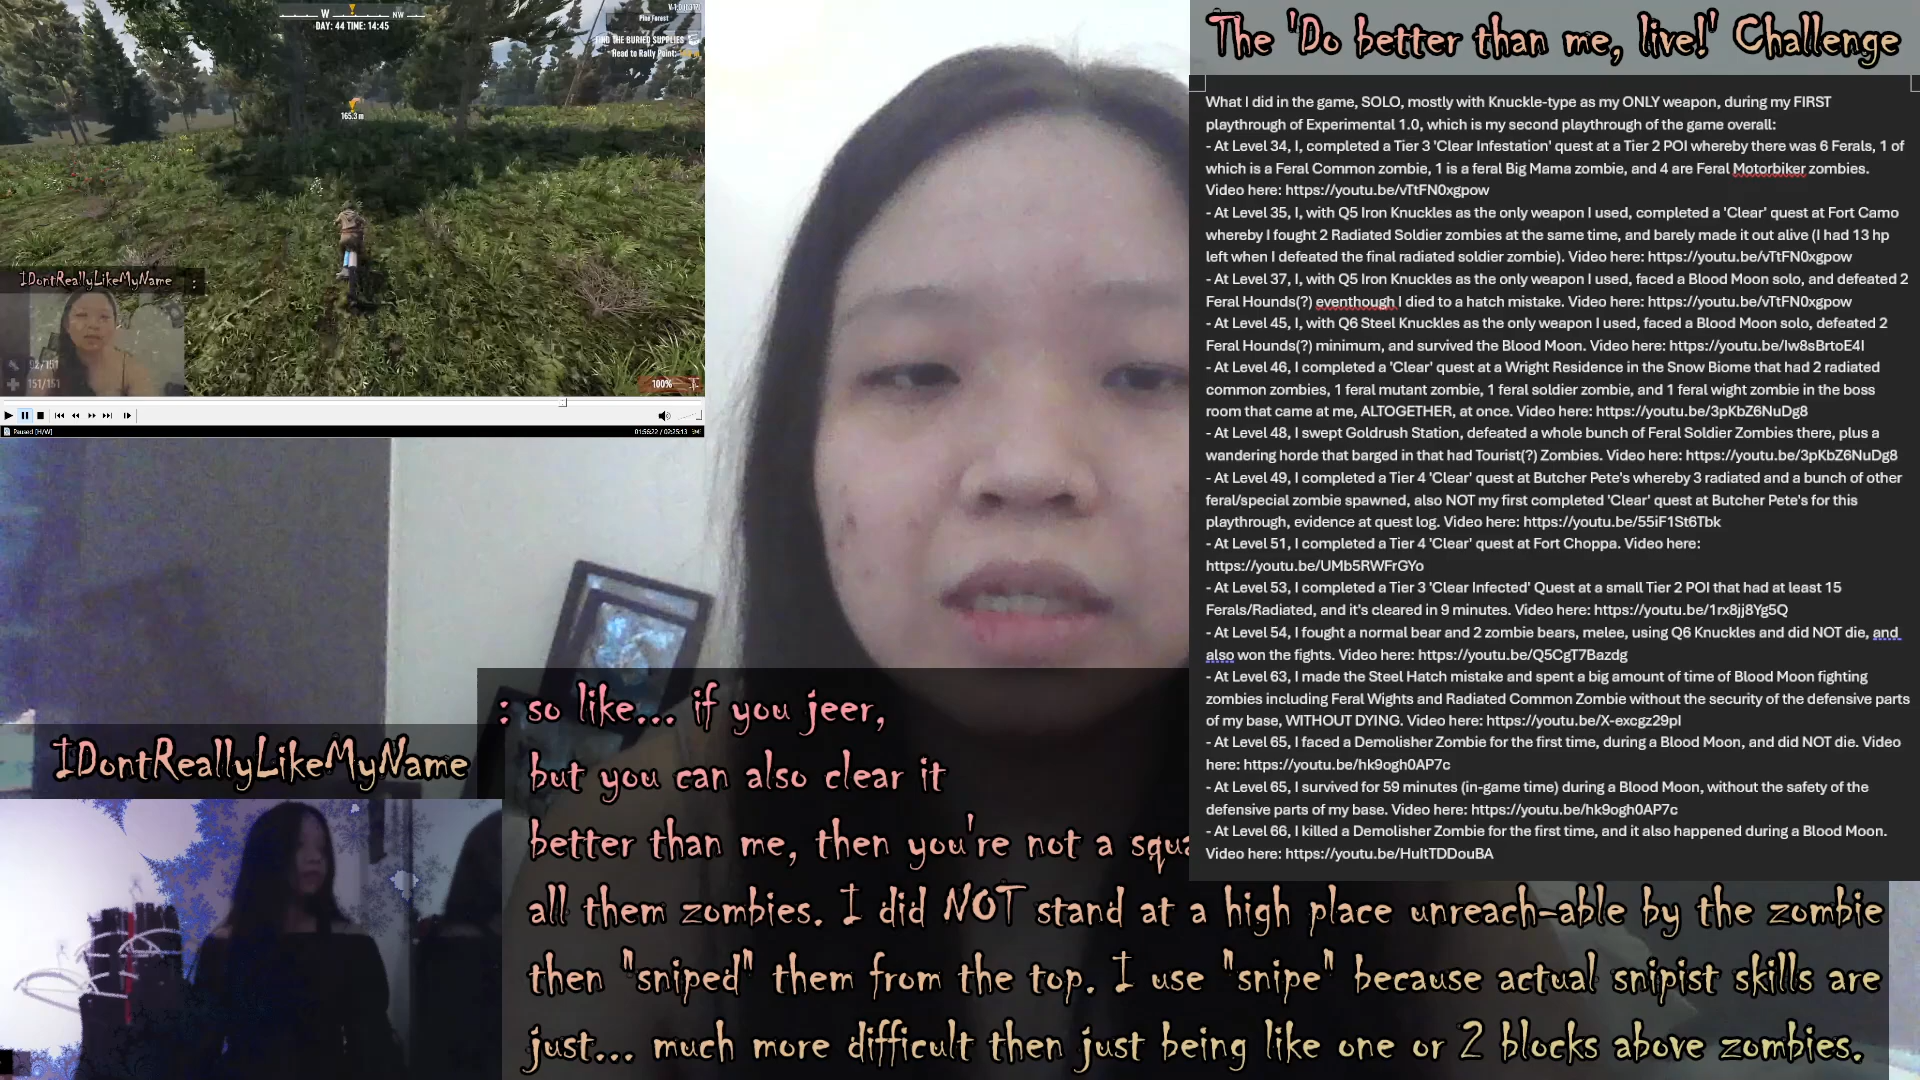 W
NW
DAY: 44 TIME: 14:45
Pine Forest
FIND THE BURIED SUPPLIES
Head to Rally Point:
165.3 m
IDontReallyLikeMyName :
92/151
151/151
100%
Paused [H/W]
01:56:22 / 02:25:13
The 'Do better than me, live!' Challenge
What I did in the game, SOLO, mostly with Knuckle-type as my ONLY weapon, during my FIRST
playthrough of Experimental 1.0, which is my second playthrough of the game overall:
- At Level 34, I, completed a Tier 3 'Clear Infestation' quest at a Tier 2 POI whereby there was 6 Ferals, 1 of
which is a Feral Common zombie, 1 is a feral Big Mama zombie, and 4 are Feral Motorbiker zombies.
Video here: https://youtu.be/vTtFN0xgpow
- At Level 35, I, with Q5 Iron Knuckles as the only weapon I used, completed a 'Clear' quest at Fort Camo
whereby I fought 2 Radiated Soldier zombies at the same time, and barely made it out alive (I had 13 hp
left when I defeated the final radiated soldier zombie). Video here: https://youtu.be/vTtFN0xgpow
- At Level 37, I, with Q5 Iron Knuckles as the only weapon I used, faced a Blood Moon solo, and defeated 2
Feral Hounds(?) eventhough I died to a hatch mistake. Video here: https://youtu.be/vTtFN0xgpow
- At Level 45, I, with Q6 Steel Knuckles as the only weapon I used, faced a Blood Moon solo, defeated 2
Feral Hounds(?) minimum, and survived the Blood Moon. Video here: https://youtu.be/Iw8sBrtoE4I
- At Level 46, I completed a 'Clear' quest at a Wright Residence in the Snow Biome that had 2 radiated
common zombies, 1 feral mutant zombie, 1 feral soldier zombie, and 1 feral wight zombie in the boss
room that came at me, ALTOGETHER, at once. Video here: https://youtu.be/3pKbZ6NuDg8
- At Level 48, I swept Goldrush Station, defeated a whole bunch of Feral Soldier Zombies there, plus a
wandering horde that barged in that had Tourist(?) Zombies. Video here: https://youtu.be/3pKbZ6NuDg8
- At Level 49, I completed a Tier 4 'Clear' quest at Butcher Pete's whereby 3 radiated and a bunch of other
feral/special zombie spawned, also NOT my first completed 'Clear' quest at Butcher Pete's for this
playthrough, evidence at quest log. Video here: https://youtu.be/55iF1St6Tbk
- At Level 51, I completed a Tier 4 'Clear' quest at Fort Choppa. Video here:
https://youtu.be/UMb5RWFrGYo
- At Level 53, I completed a Tier 3 'Clear Infected' Quest at a small Tier 2 POI that had at least 15
Ferals/Radiated, and it's cleared in 9 minutes. Video here: https://youtu.be/1rx8jj8Yg5Q
- At Level 54, I fought a normal bear and 2 zombie bears, melee, using Q6 Knuckles and did NOT die, and
also won the fights. Video here: https://youtu.be/Q5CgT7Bazdg
- At Level 63, I made the Steel Hatch mistake and spent a big amount of time of Blood Moon fighting
zombies including Feral Wights and Radiated Common Zombie without the security of the defensive parts
of my base, WITHOUT DYING. Video here: https://youtu.be/X-excgz29pI
- At Level 65, I faced a Demolisher Zombie for the first time, during a Blood Moon, and did NOT die. Video
here: https://youtu.be/hk9ogh0AP7c
- At Level 65, I survived for 59 minutes (in-game time) during a Blood Moon, without the safety of the
defensive parts of my base. Video here: https://youtu.be/hk9ogh0AP7c
- At Level 66, I killed a Demolisher Zombie for the first time, and it also happened during a Blood Moon.
Video here: https://youtu.be/HuItTDDouBA
IDontReallyLikeMyName
: so like... if you jeer,
but you can also clear it
better than me, then you're not a
all them zombies. I did NOT stand at a high place unreach-able by the zombie
then "sniped" them from the top. I use "snipe" because actual snipist skills are
just... much more difficult then just being like one or 2 blocks above zombies.